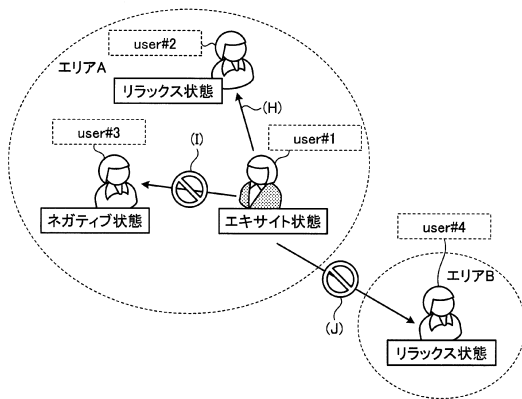 user#2
エリアA
リラックス状態
(H)
user#3
(I)
user#1
ネガティブ状態
エキサイト状態
user#4
エリアB
(J)
リラックス状態